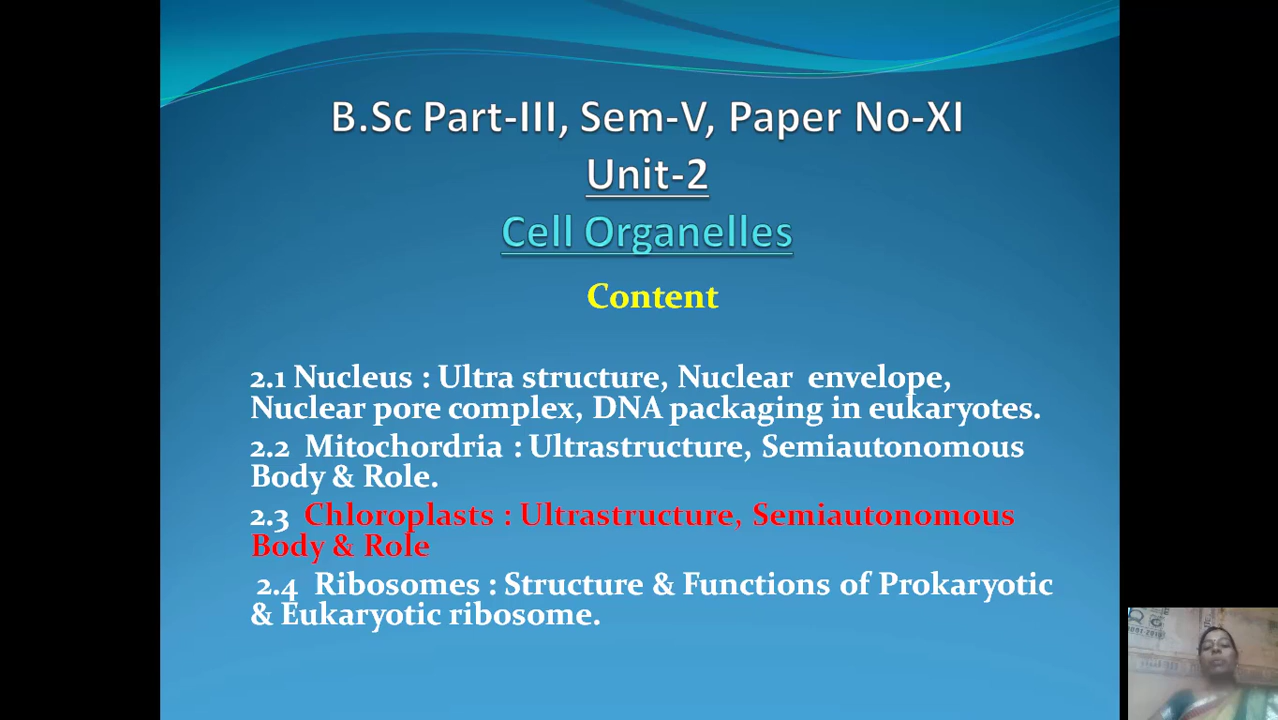 B.Sc Part-III, Sem-V, Paper No-XI
Unit-2
Cell Organelles
Content
2.1 Nucleus : Ultra structure, Nuclear envelope,
Nuclear pore complex, DNA packaging in eukaryotes.
2.2 Mitochordria : Ultrastructure, Semiautonomous
Body & Role.
2.3 Chloroplasts : Ultrastructure, Semiautonomous
Body & Role
2.4 Ribosomes : Structure & Functions of Prokaryotic
& Eukaryotic ribosome.